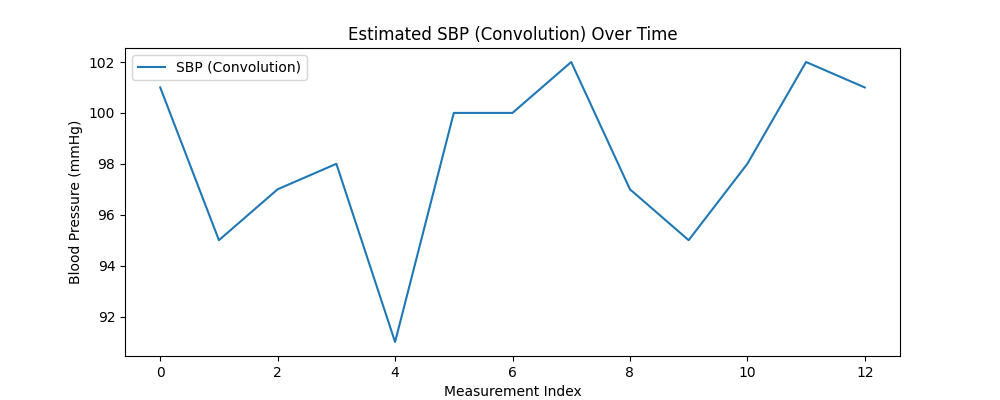 Estimated SBP (Convolution) Over Time
SBP (Convolution)
Blood Pressure (mmHg)
102
100
98
96
94
92
0 2 4 6 8 10 12
Measurement Index